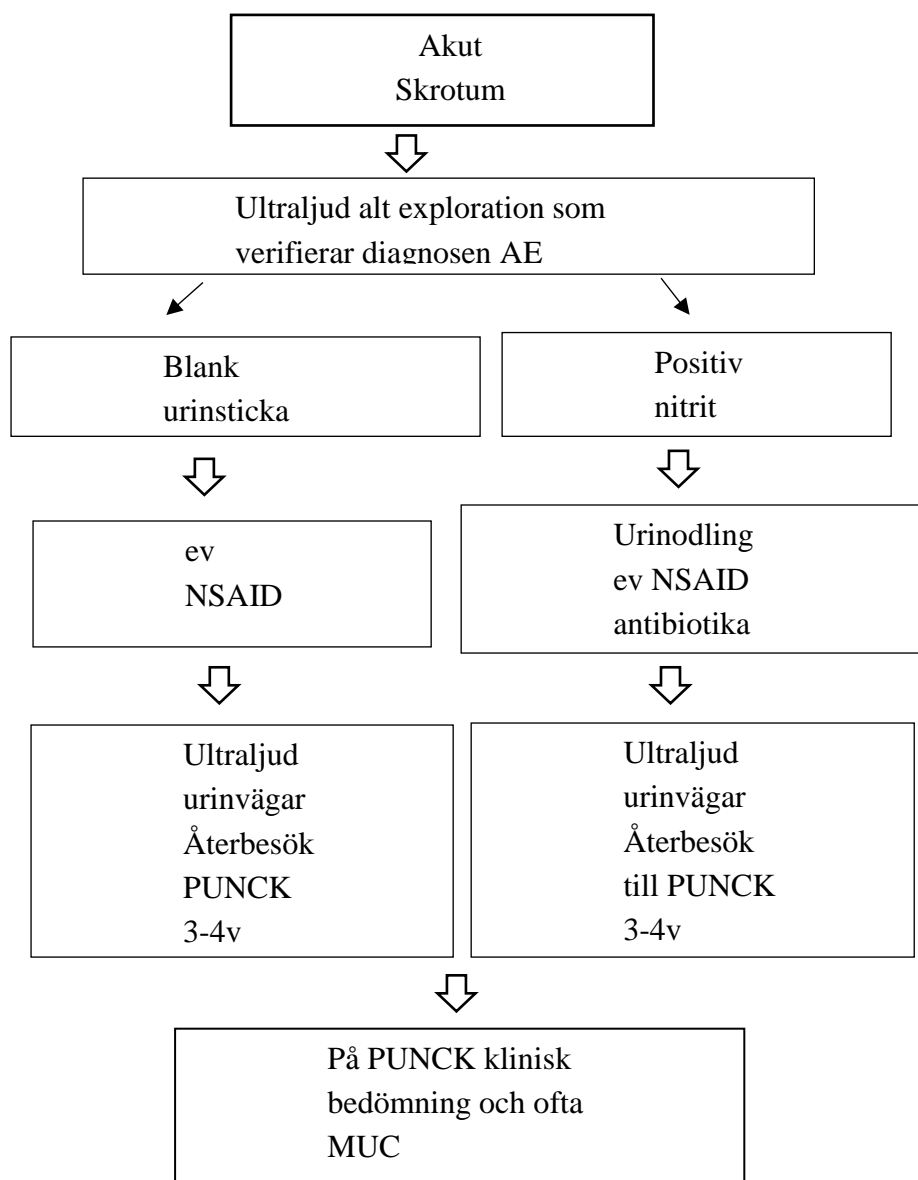 Akut
Skrotum
Ultraljud alt exploration som
verifierar diagnosen AE
Blank
urinsticka
Positiv
nitrit
ev
NSAID
Urinodling
ev NSAID
antibiotika
Ultraljud
urinvägar
Återbesök
PUNCK
3-4v
Ultraljud
urinvägar
Återbesök
till PUNCK
3-4v
På PUNCK klinisk
bedömning och ofta
MUC